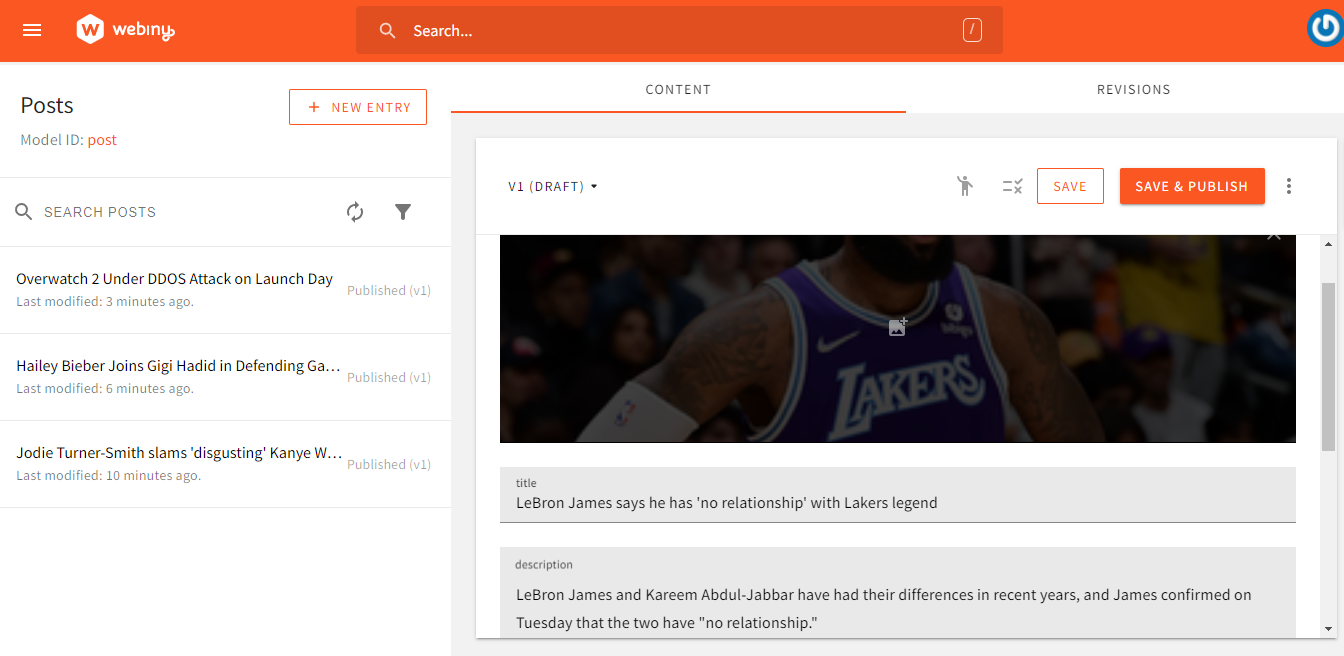 webiny
Search...
/
Posts
+ NEW ENTRY
Model ID: post
SEARCH POSTS
Overwatch 2 Under DDOS Attack on Launch Day
Last modified: 3 minutes ago.
Published (v1)
Hailey Bieber Joins Gigi Hadid in Defending Ga...
Last modified: 6 minutes ago.
Published (v1)
Jodie Turner-Smith slams 'disgusting' Kanye W...
Last modified: 10 minutes ago.
Published (v1)
CONTENT
REVISIONS
V1 (DRAFT)
SAVE
SAVE & PUBLISH
bibigo
LAKERS
title
LeBron James says he has 'no relationship' with Lakers legend
description
LeBron James and Kareem Abdul-Jabbar have had their differences in recent years, and James confirmed on
Tuesday that the two have "no relationship."